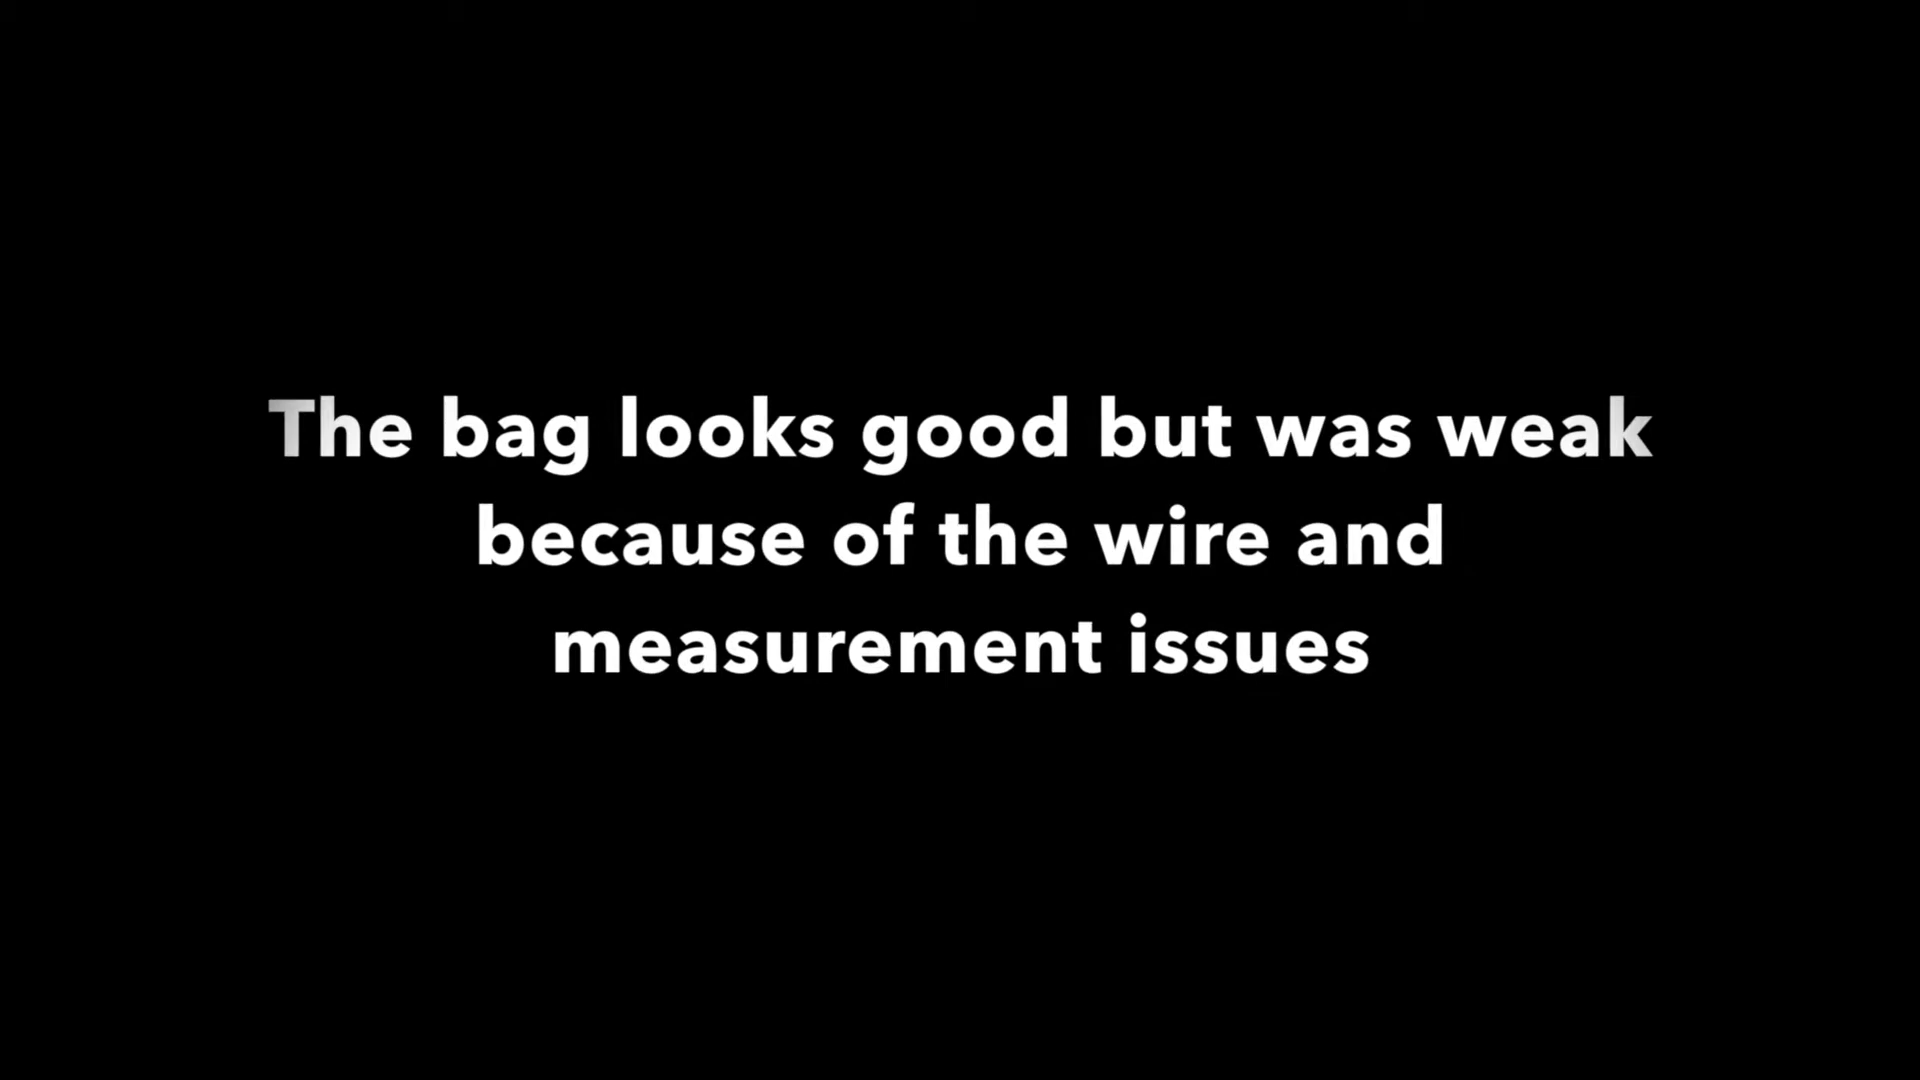 The bag looks good but was weak
because of the wire and
measurement issues